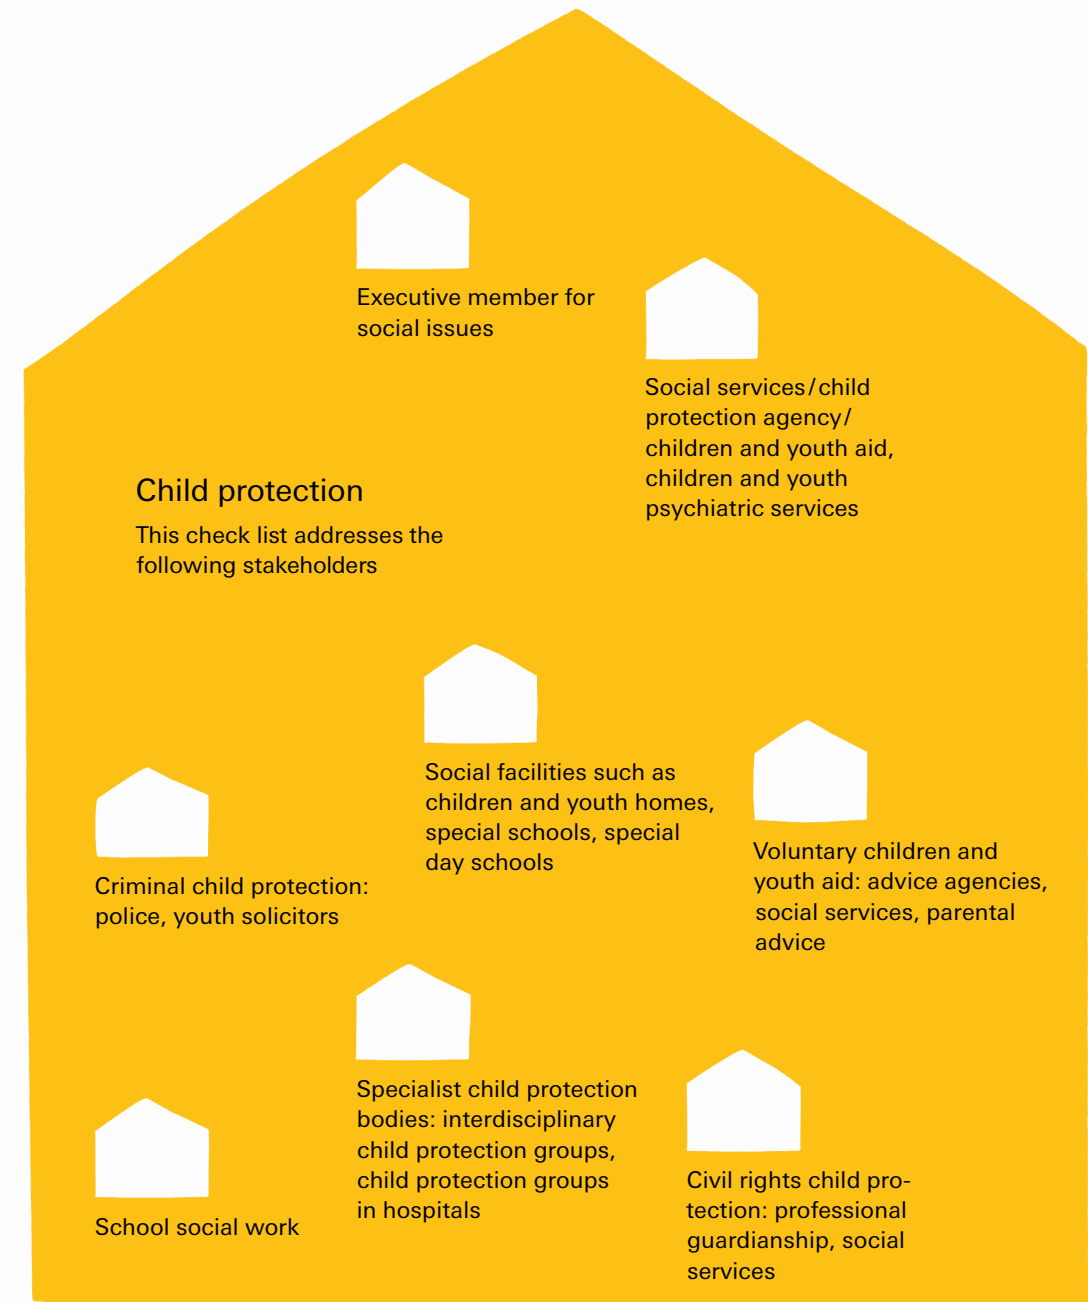 Executive member for
social issues
Social services/child
protection agency/
children and youth aid,
children and youth
psychiatric services
Child protection
This check list addresses the
following stakeholders
Social facilities such as
children and youth homes,
special schools, special
day schools
Voluntary children and
youth aid: advice agencies,
social services, parental
advice
Criminal child protection:
police, youth solicitors
Specialist child protection
bodies: interdisciplinary
child protection groups,
child protection groups
in hospitals
Civil rights child pro-
tection: professional
guardianship, social
services
School social work